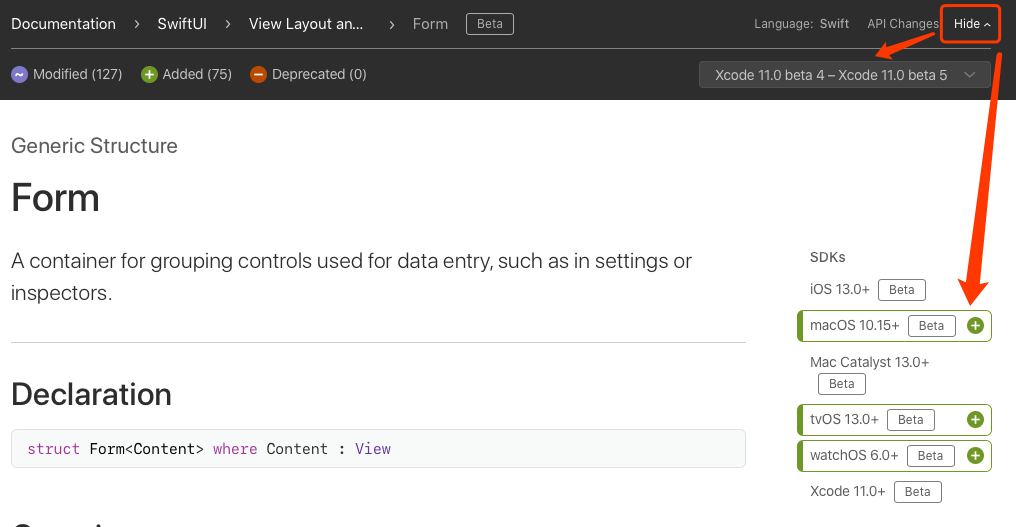 Documentation > SwiftUI > View Layout an... > Form Beta Language: Swift API Changes Hide
Modified (127) Added (75) Deprecated (0) Xcode 11.0 beta 4 – Xcode 11.0 beta 5
Generic Structure
Form
A container for grouping controls used for data entry, such as in settings or
inspectors.
SDKs
iOS 13.0+ Beta
macOS 10.15+ Beta
Mac Catalyst 13.0+
Beta
tvOS 13.0+ Beta
watchOS 6.0+ Beta
Xcode 11.0+ Beta
Declaration
struct Form<Content> where Content : View